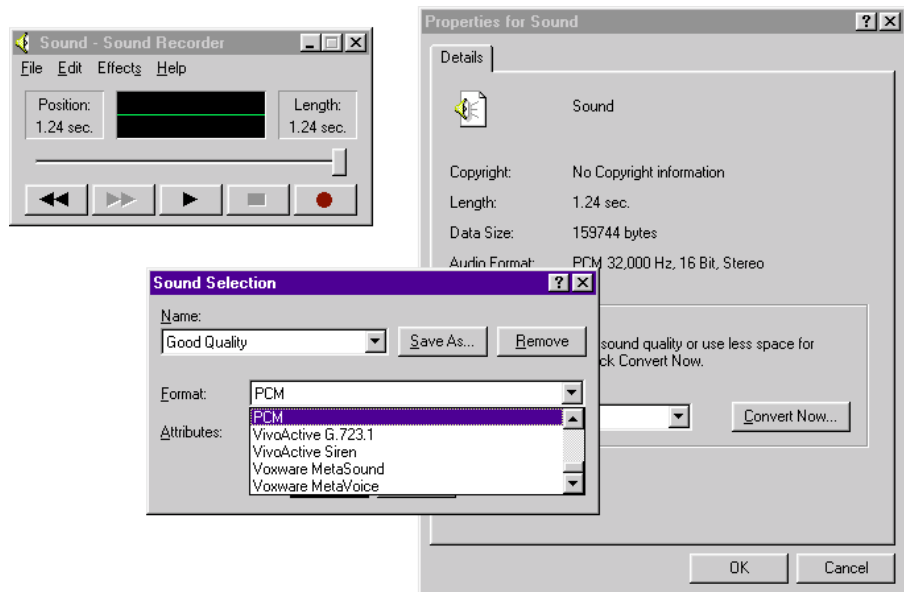 Sound - Sound Recorder
File Edit Effects Help
Position:
1.24 sec.
Length:
1.24 sec.
Properties for Sound
Details
Sound
Copyright: No Copyright information
Length: 1.24 sec.
Data Size: 159744 bytes
Audio Format: PCM 32,000 Hz, 16 Bit, Stereo
sound quality or use less space for
ck Convert Now.
Convert Now...
OK Cancel
Sound Selection
Name:
Good Quality
Save As...
Remove
Format: PCM
Attributes:
PCM
VivoActive G.723.1
VivoActive Siren
Voxware MetaSound
Voxware MetaVoice